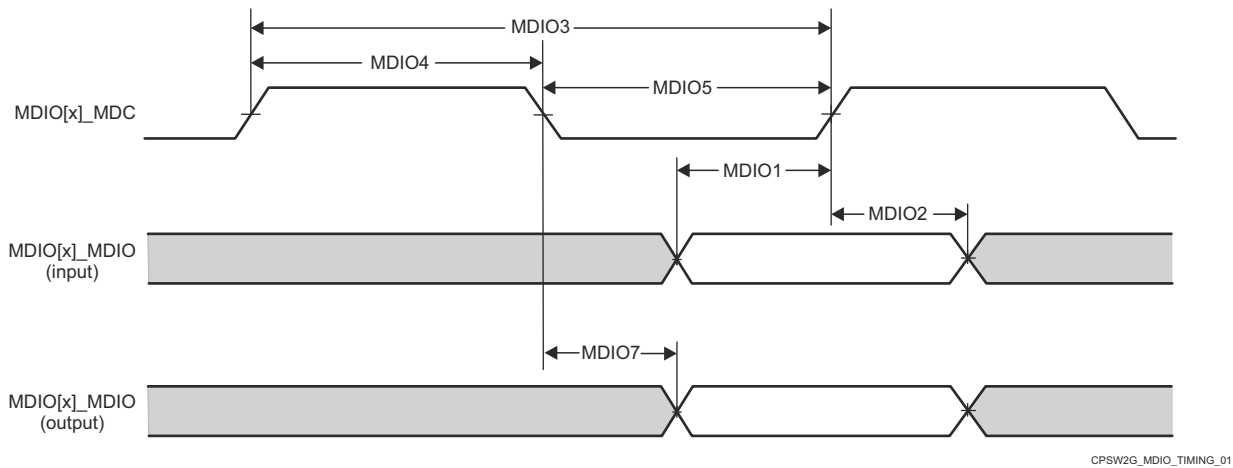 MDIO3
MDIO4
MDIO5
MDIO[x]_MDC
MDIO1
MDIO2
MDIO[x]_MDIO
(input)
MDIO7
MDIO[x]_MDIO
(output)
CPSW2G_MDIO_TIMING_01